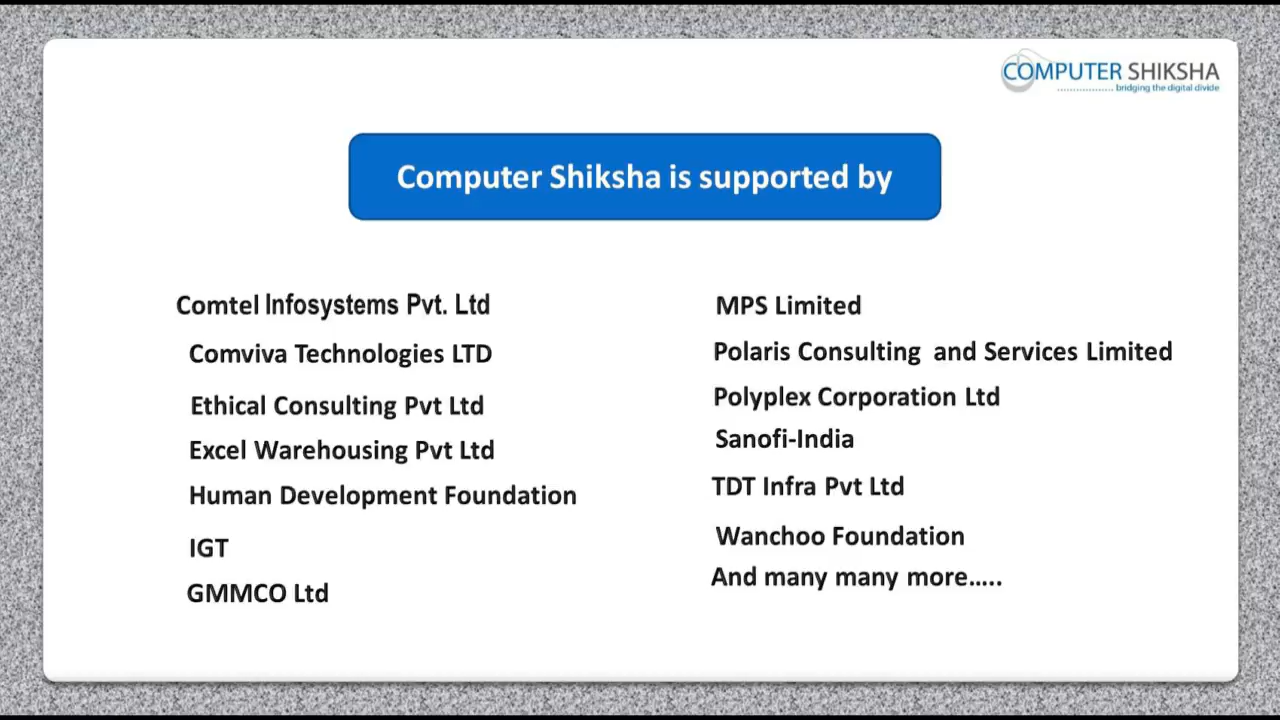 COMPUTER SHIKSHA
bridging the digital divide
Computer Shiksha is supported by
Comtel Infosystems Pvt. Ltd
Comviva Technologies LTD
Ethical Consulting Pvt Ltd
Excel Warehousing Pvt Ltd
Human Development Foundation
IGT
GMMCO Ltd
MPS Limited
Polaris Consulting and Services Limited
Polyplex Corporation Ltd
Sanofi-India
TDT Infra Pvt Ltd
Wanchoo Foundation
And many many more.....